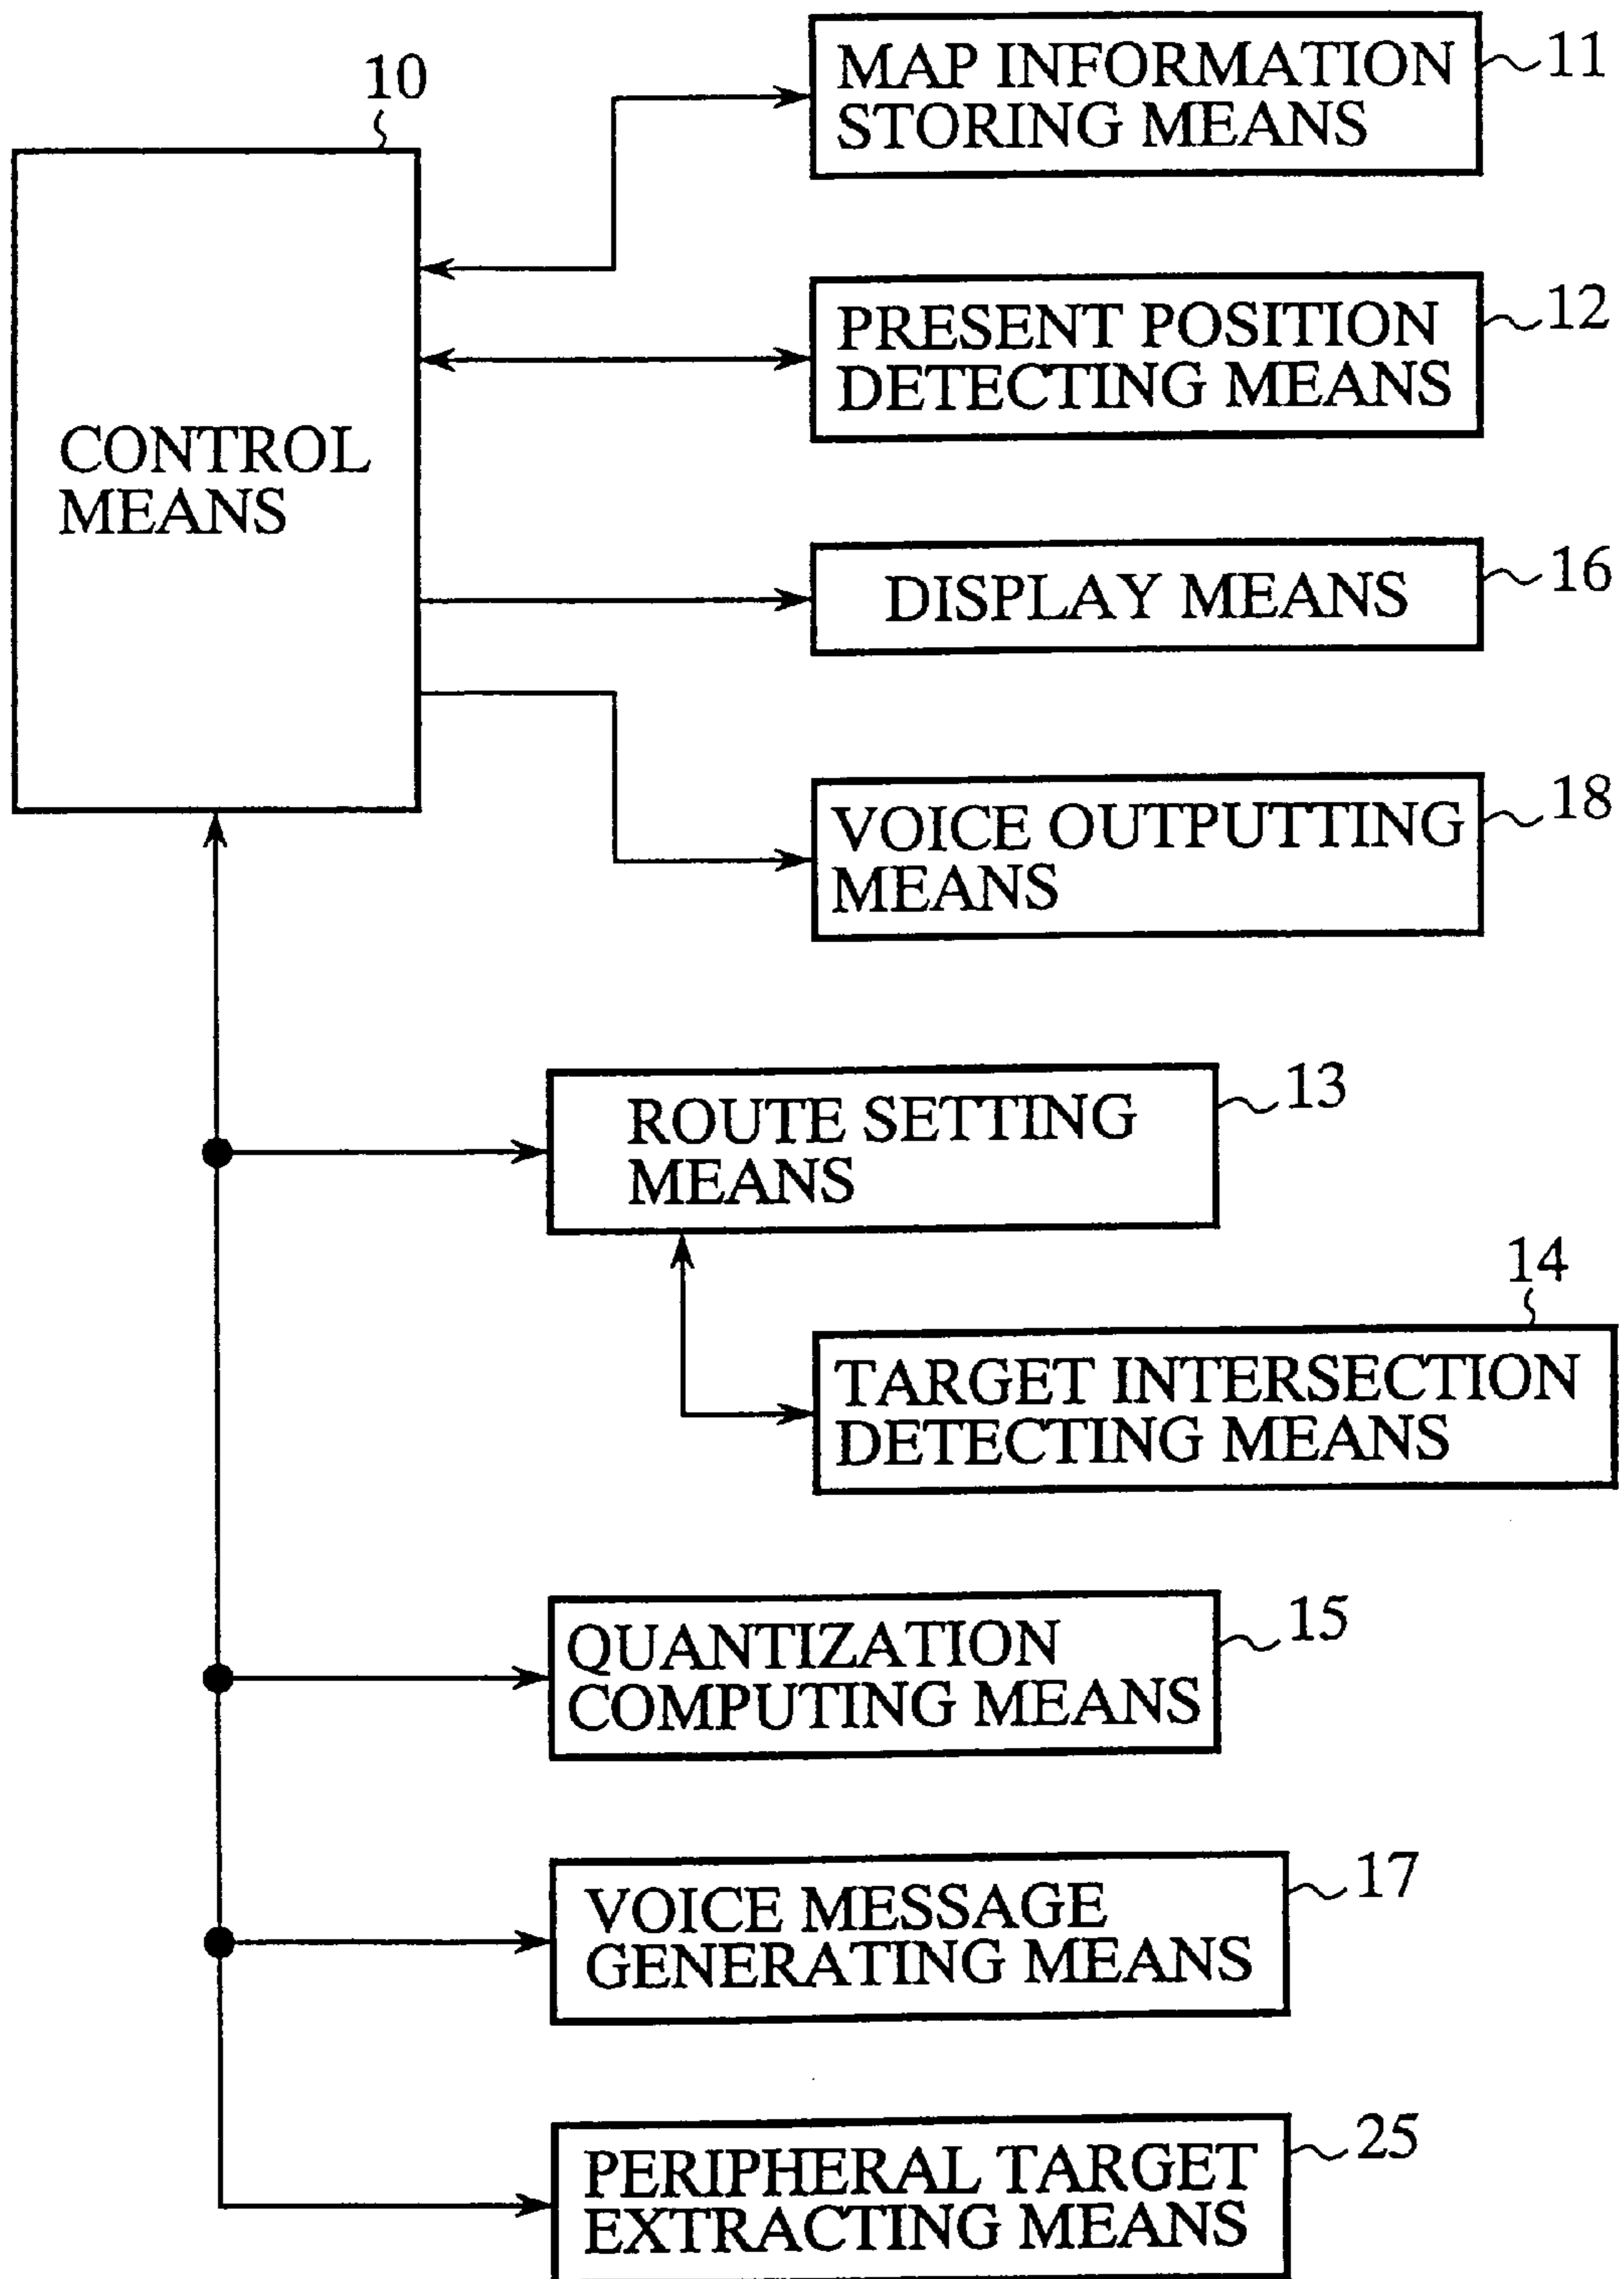 10
CONTROL
MEANS
MAP INFORMATION
STORING MEANS
11
PRESENT POSITION
DETECTING MEANS
12
DISPLAY MEANS
16
VOICE OUTPUTTING
MEANS
18
ROUTE SETTING
MEANS
13
14
TARGET INTERSECTION
DETECTING MEANS
QUANTIZATION
COMPUTING MEANS
15
VOICE MESSAGE
GENERATING MEANS
17
PERIPHERAL TARGET
EXTRACTING MEANS
25